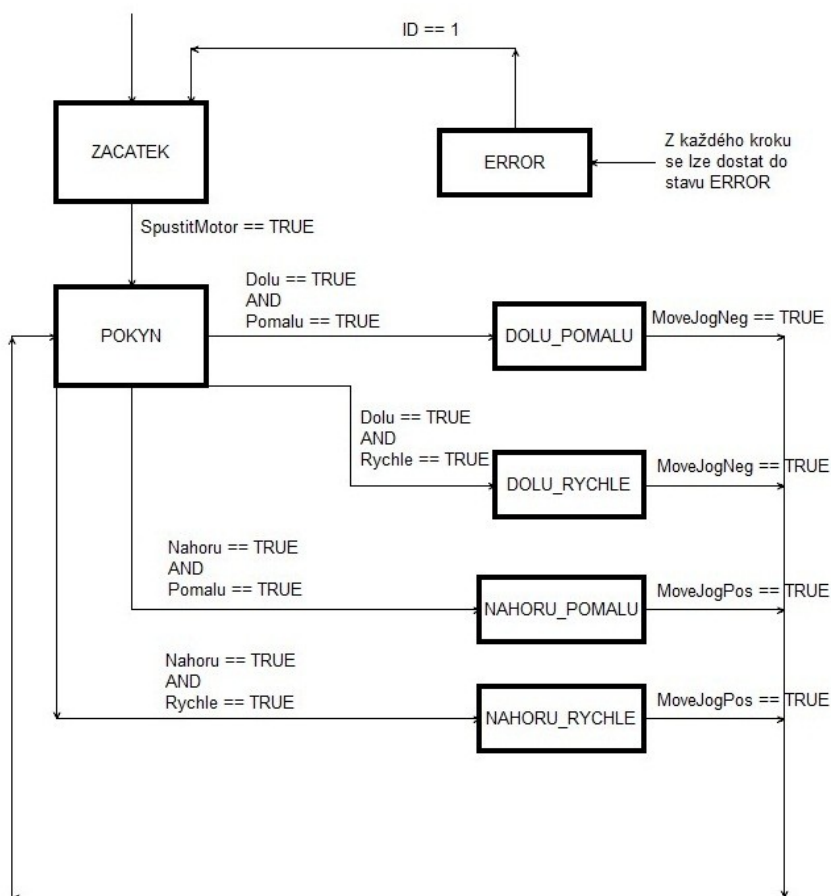 ID == 1
ZACATEK
ERROR
Z každého kroku
se lze dostat do
stavu ERROR
SpustitMotor == TRUE
POKYN
Dolu == TRUE
AND
Pomalu == TRUE
DOLU_POMALU
MoveJogNeg == TRUE
Dolu == TRUE
AND
Rychle == TRUE
DOLU_RYCHLE
MoveJogNeg == TRUE
Nahoru == TRUE
AND
Pomalu == TRUE
NAHORU_POMALU
MoveJogPos == TRUE
Nahoru == TRUE
AND
Rychle == TRUE
NAHORU_RYCHLE
MoveJogPos == TRUE